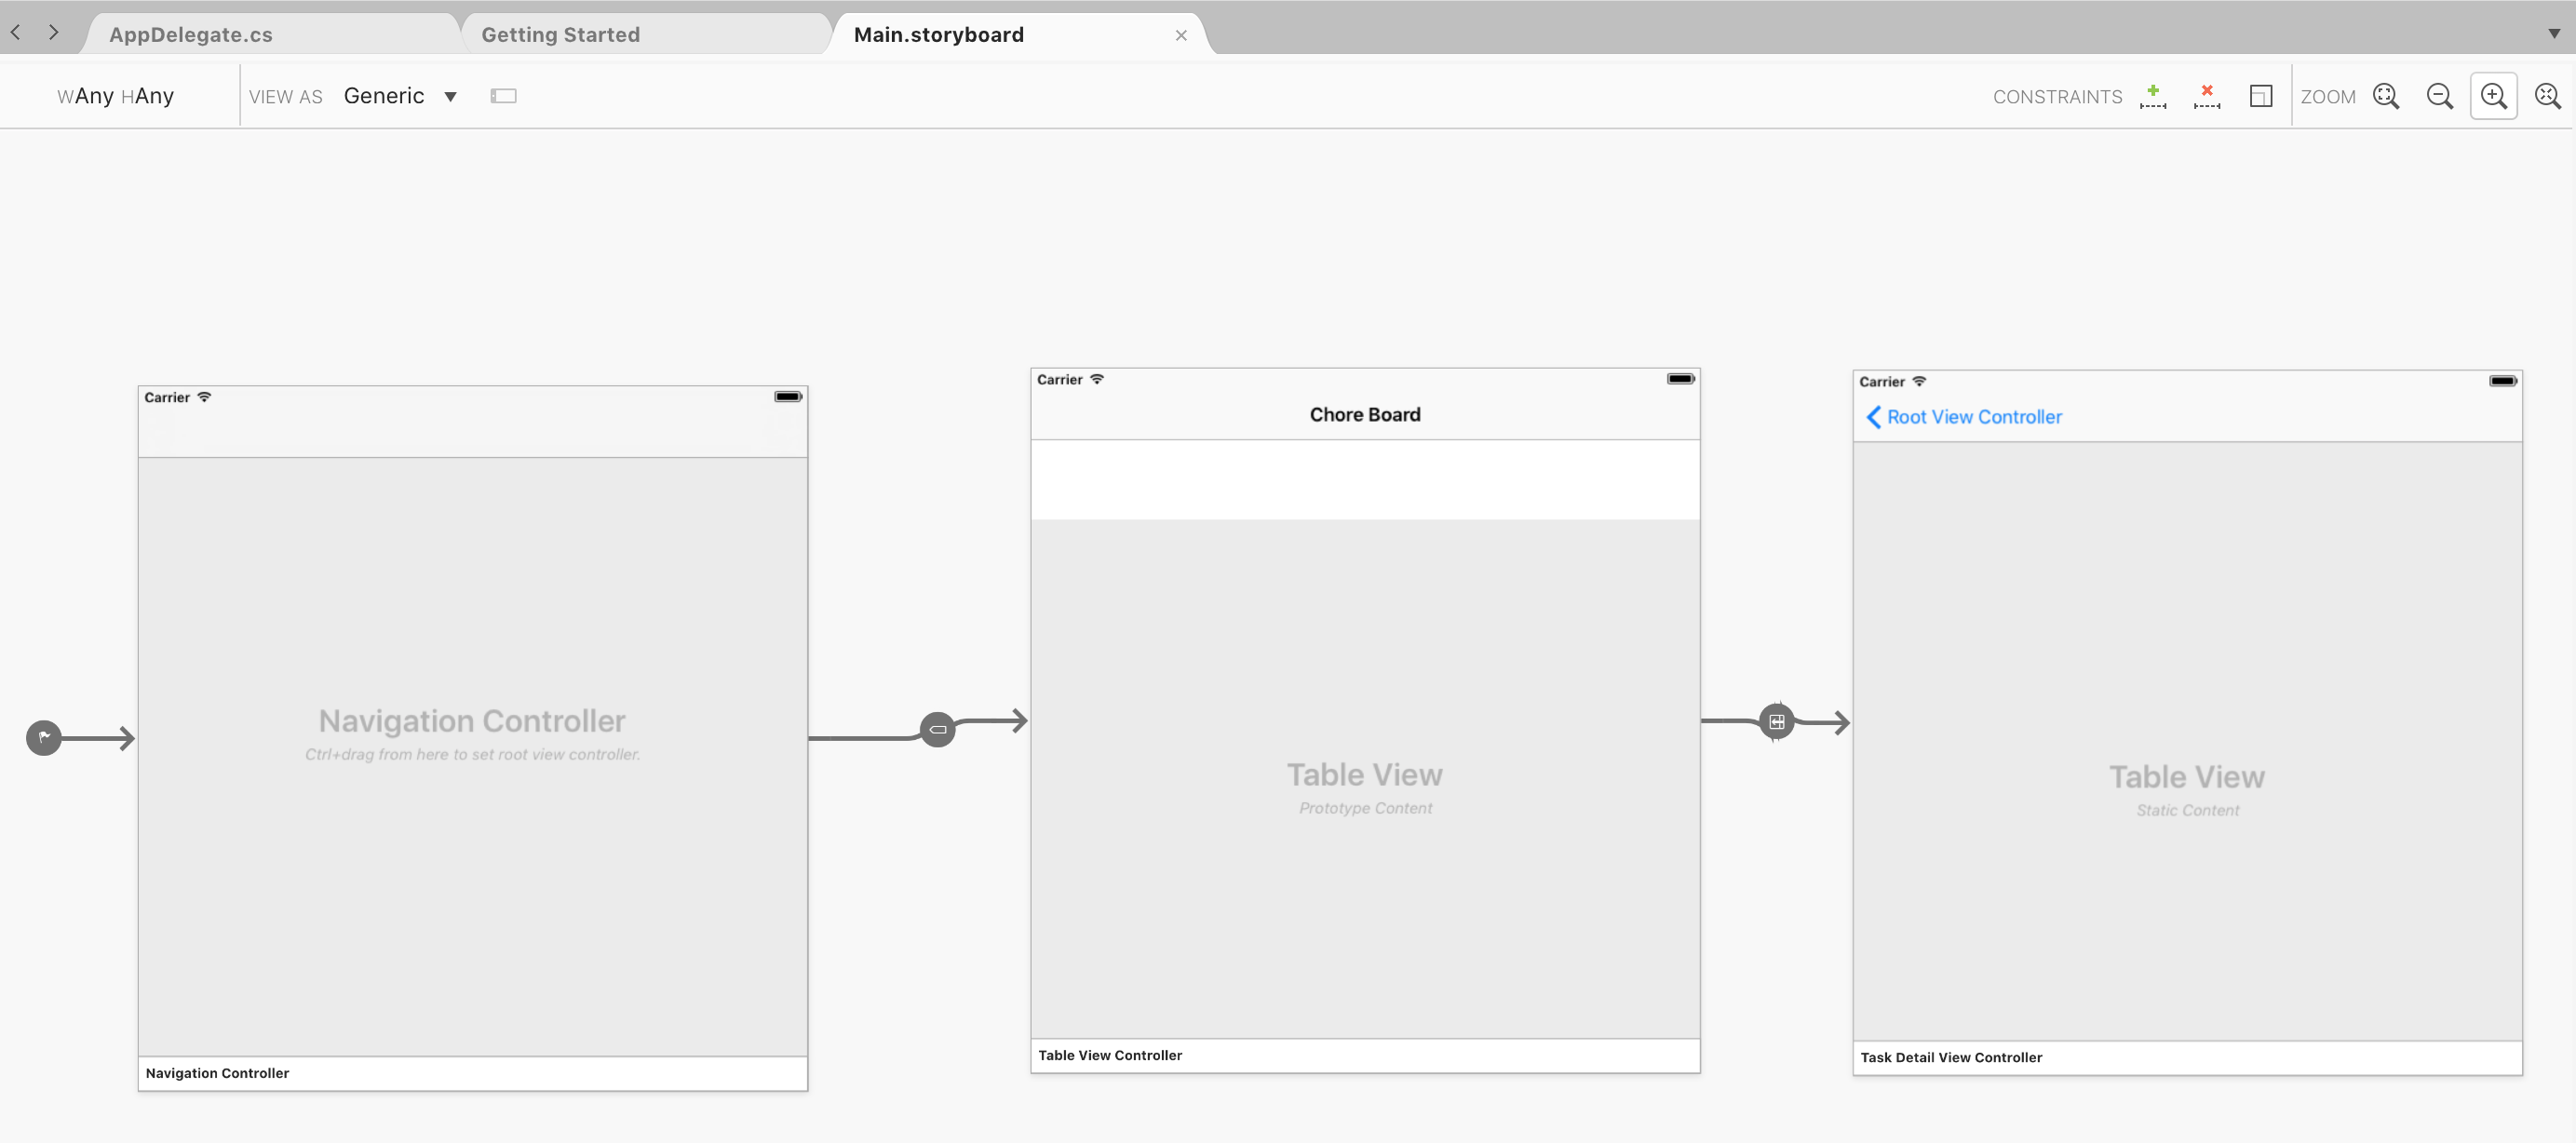 AppDelegate.cs Getting Started Main.storyboard
wAny HAny VIEW AS Generic CONSTRAINTS ZOOM
Carrier
Navigation Controller
Ctrl+drag from here to set root view controller.
Navigation Controller
Carrier
Chore Board
Table View
Prototype Content
Table View Controller
Carrier
Root View Controller
Table View
Static Content
Task Detail View Controller